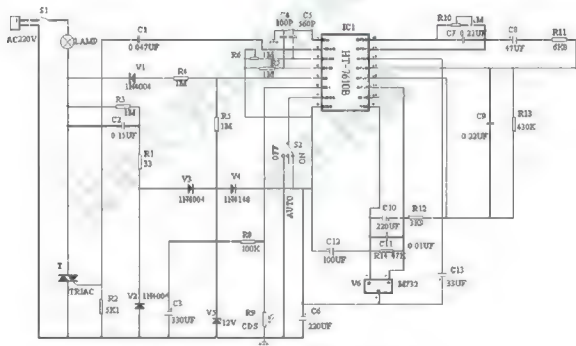 S1
AC220V
LAMP
C1
0.047UF
V1
1N4004
R4
1M
R3
1M
C2
0.15UF
R1
33
R5
1M
V3
1N4004
V4
1N4148
C4
100P
C5
560P
R6
1M
IC1
HT-7610B
OFF
S2
ON
AUTO
R10
1M
C7
0.22UF
C8
47UF
R11
6K8
C9
0.22UF
R13
430K
C10
220UF
R12
C11
0.01UF
R14 47K
C12
100UF
V6
C13
33UF
R8
100K
T
TRIAC
R2
5K1
V2
1N4004
C3
330UF
V5
12V
R9
CDS
C6
220UF